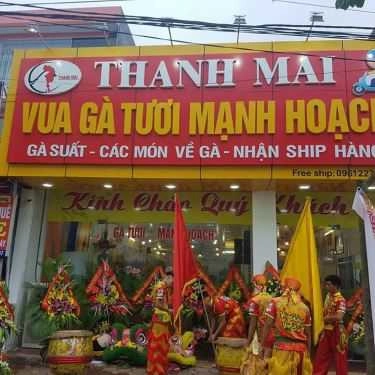 THANH MAI
THANH MAI
VUA GÀ TƯƠI MẠNH HOẠCH
GÀ SUẤT - CÁC MÓN VỀ GÀ - NHẬN SHIP HÀNG
Free ship:
Kính Chào Quý Khách
GÀ TƯƠI MẠNH HOẠCH